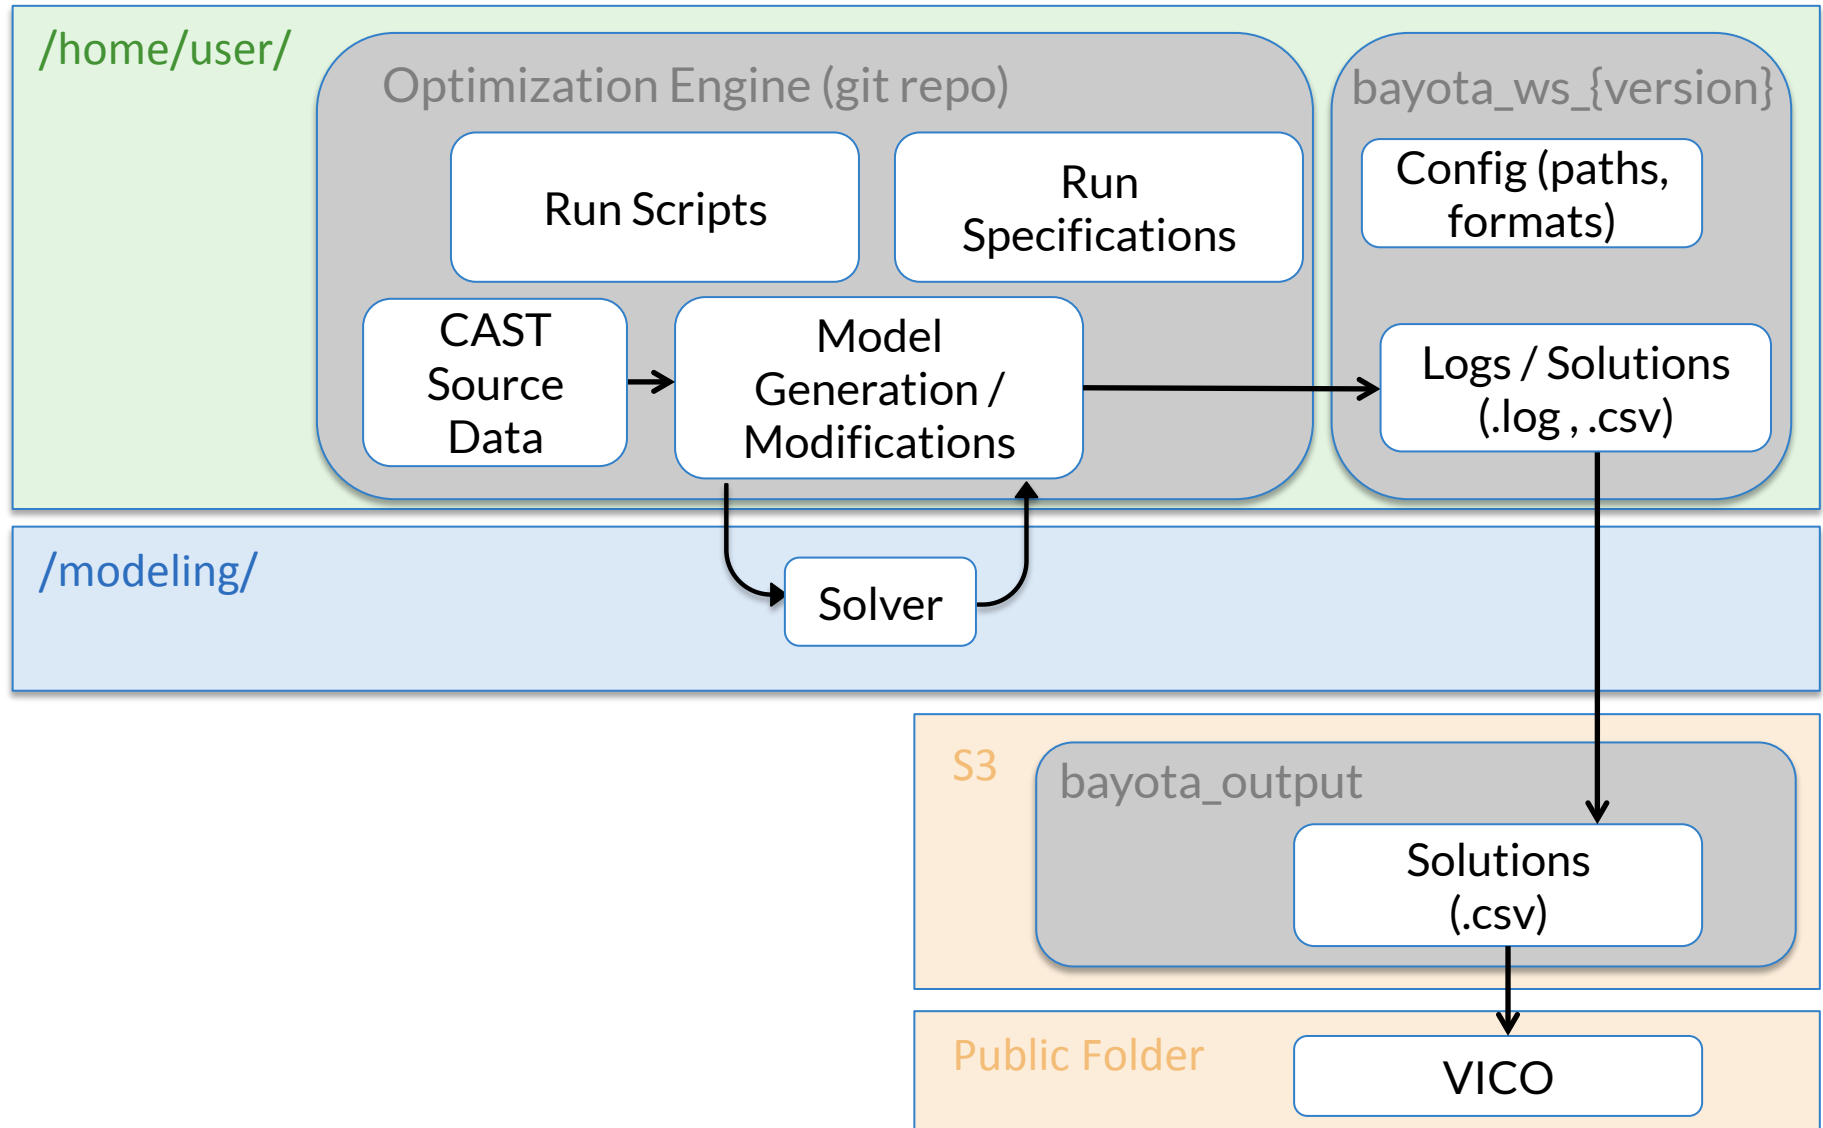 /home/user/
Optimization Engine (git repo)
bayota_ws_{version}
Run Scripts
Run
Specifications
Config (paths,
formats)
CAST
Source
Data
Model
Generation /
Modifications
Logs / Solutions
(.log , .csv)
/modeling/
Solver
S3
bayota_output
Solutions
(.csv)
Public Folder
VICO